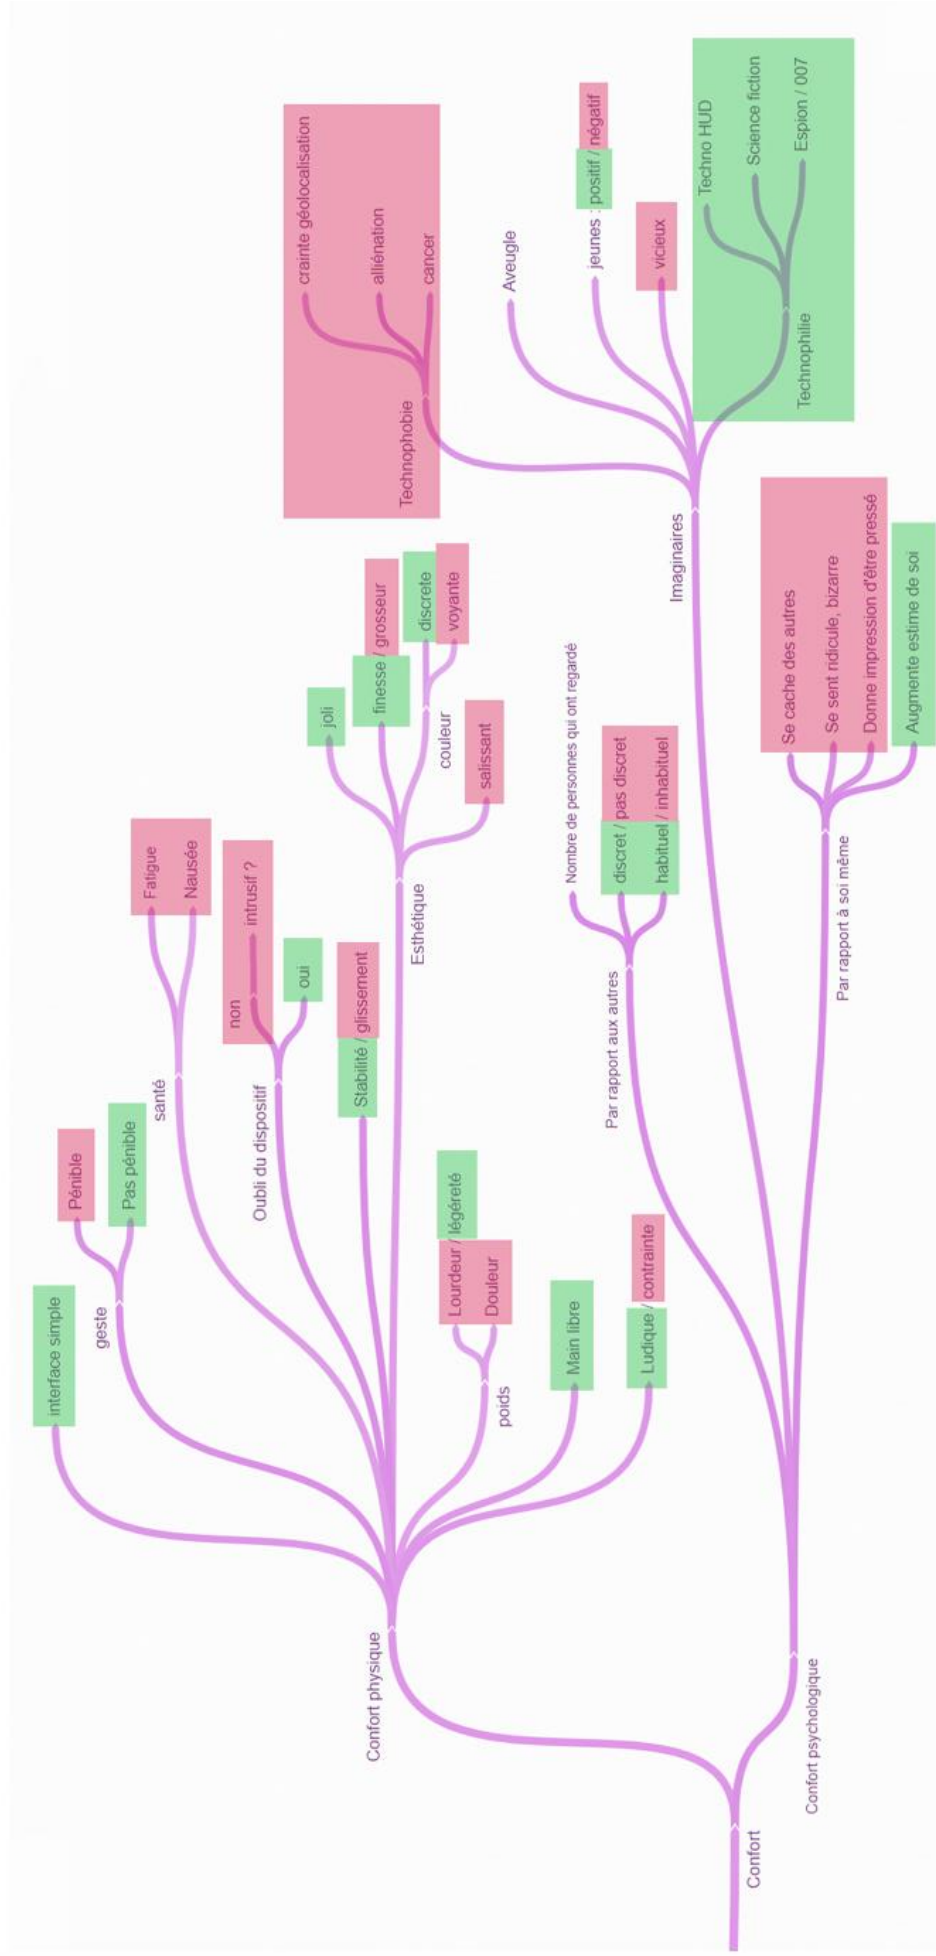 Confort
Confort physique
interface simple
geste
Pénible
Pas pénible
santé
Fatigue
Nausée
Oubli du dispositif
non
intrusif ?
oui
Stabilité / glissement
Esthétique
joli
finesse / grosseur
couleur
discrete
voyante
salissant
poids
Lourdeur / légéreté
Douleur
Main libre
Ludique / contrainte
Confort psychologique
Par rapport aux autres
Nombre de personnes qui ont regardé
discret / pas discret
habituel / inhabituel
Imaginaires
Technophobie
crainte géolocalisation
alliénation
cancer
Aveugle
jeunes : positif / négatif
vicieux
Technophilie
Techno HUD
Science fiction
Espion / 007
Par rapport à soi même
Se cache des autres
Se sent ridicule, bizarre
Donne impression d'être pressé
Augmente estime de soi